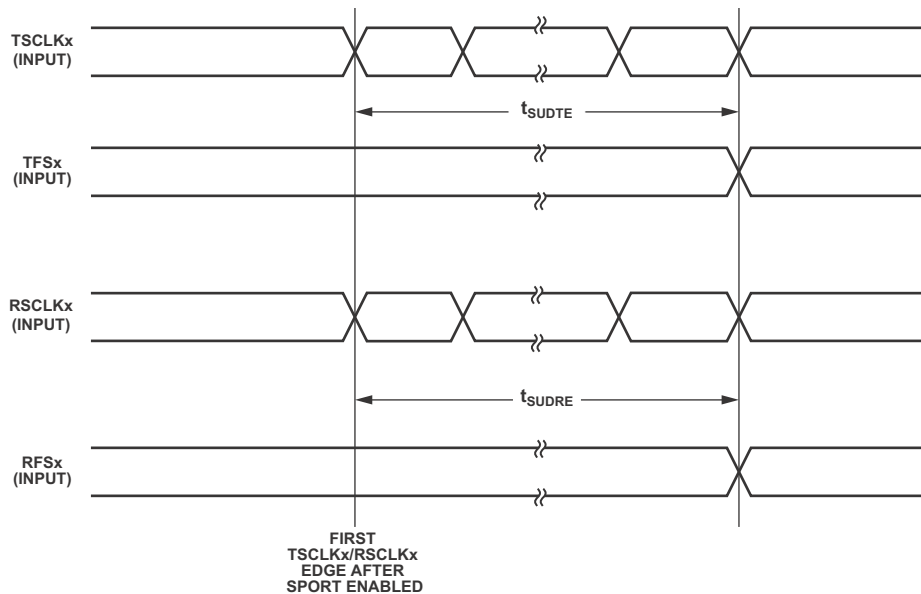 TSCLKx
(INPUT)
tSUDTE
TFSx
(INPUT)
RSCLKx
(INPUT)
tSUDRE
RFSx
(INPUT)
FIRST
TSCLKx/RSCLKx
EDGE AFTER
SPORT ENABLED